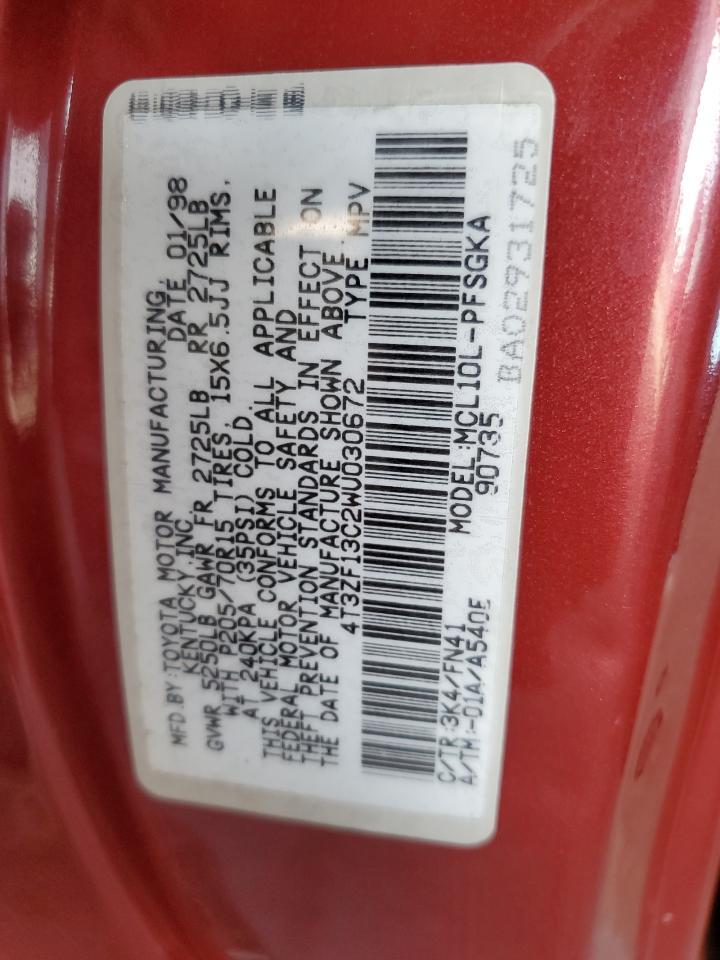 MFD.BY:TOYOTA MOTOR MANUFACTURING,
KENTUCKY,INC. DATE 01/98
GVWR 5250LB GAWR FR 2725LB RR 2725LB
WITH P205/70R15 TIRES, 15X6.5JJ RIMS,
AT 240KPA (35PSI) COLD.
THIS VEHICLE CONFORMS TO ALL APPLICABLE
FEDERAL MOTOR VEHICLE SAFETY AND
THEFT PREVENTION STANDARDS IN EFFECT ON
THE DATE OF MANUFACTURE SHOWN ABOVE.
4T3ZF13C2WU030672 TYPE MPV
C/TR:3K4/FN41 MODEL:MCL10L-PFSGKA
A/TM:-01A/A540E 90735
BA02931725